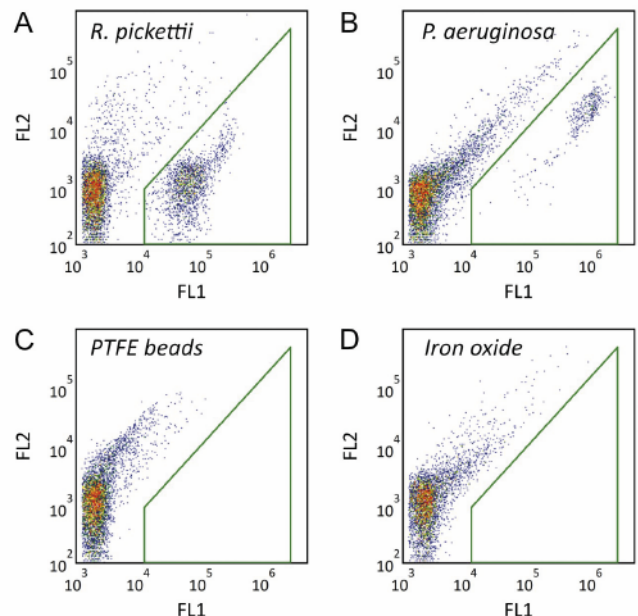 A
R. pickettii
10^5
10^4
10^3
10^2
FL2
10^3 10^4 10^5 10^6
FL1
B
P. aeruginosa
10^5
10^4
10^3
10^2
FL2
10^3 10^4 10^5 10^6
FL1
C
PTFE beads
10^5
10^4
10^3
10^2
FL2
10^3 10^4 10^5 10^6
FL1
D
Iron oxide
10^5
10^4
10^3
10^2
FL2
10^3 10^4 10^5 10^6
FL1